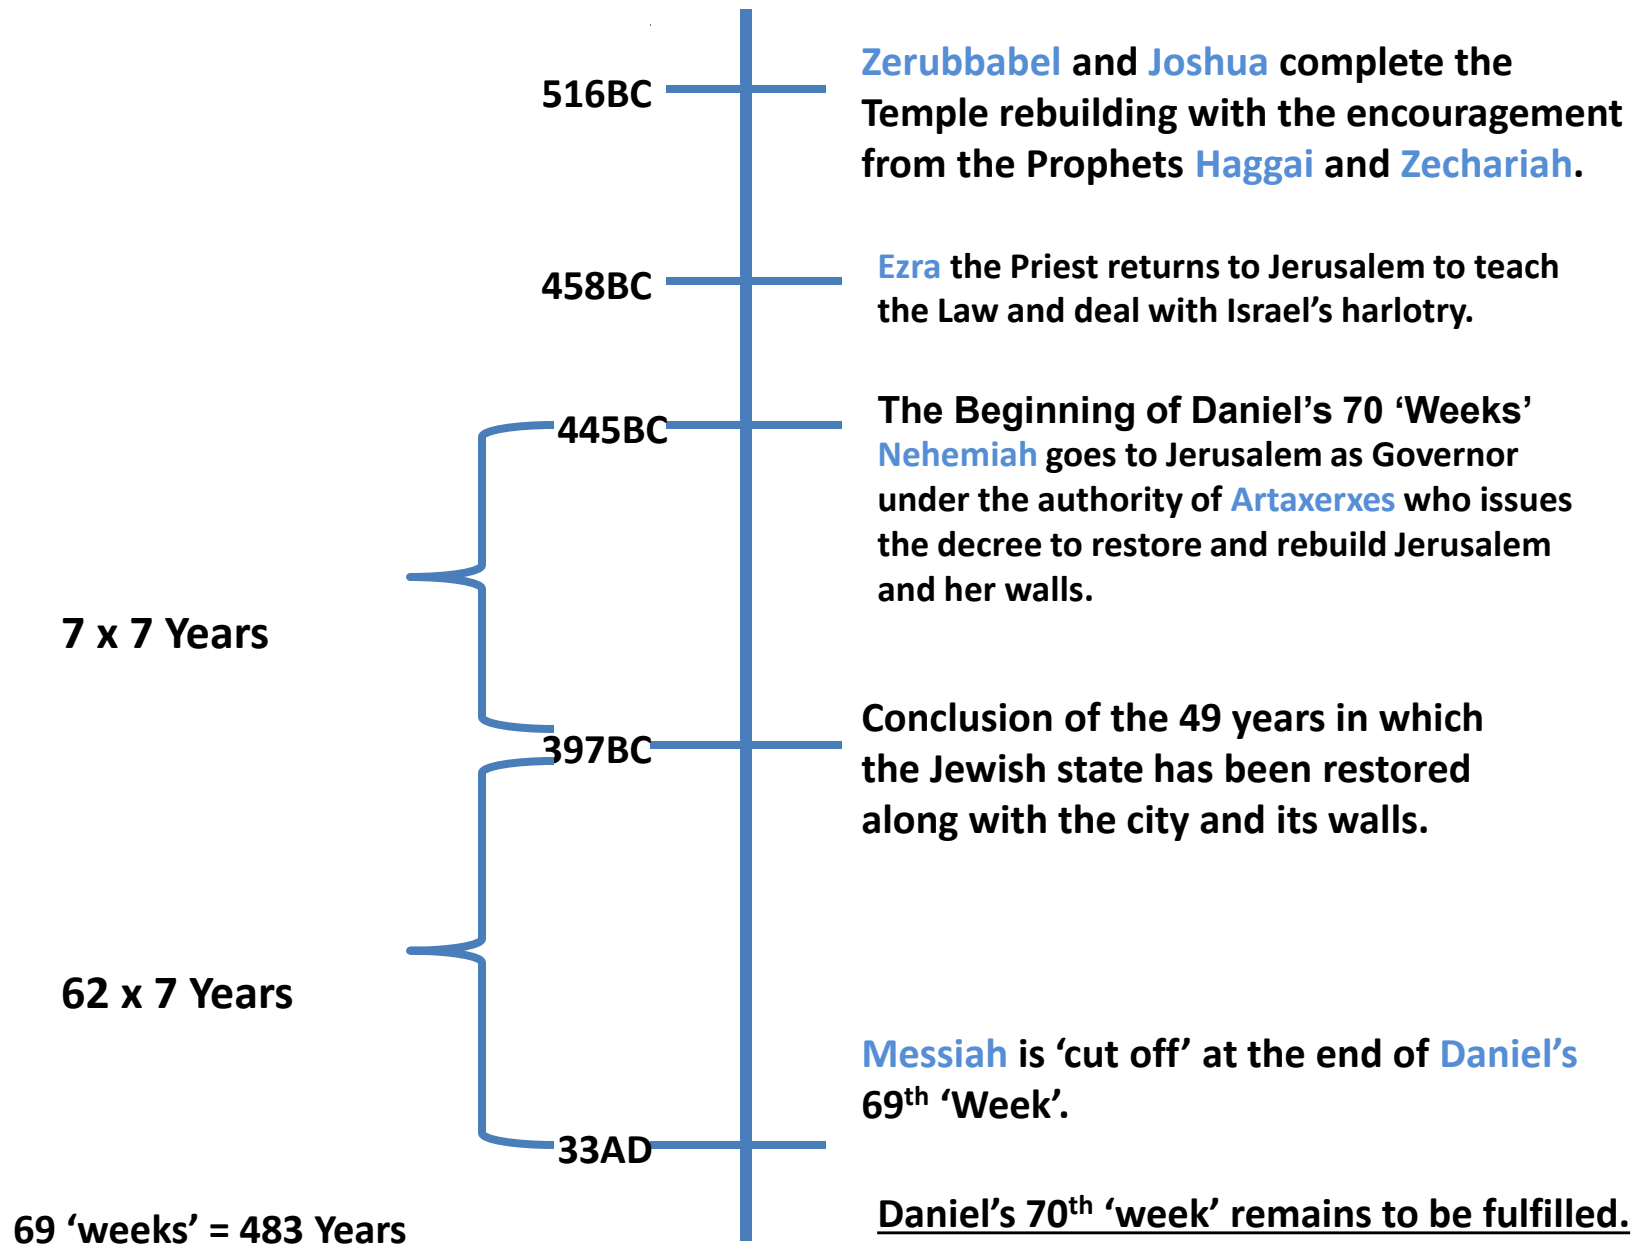 516BC
Zerubbabel and Joshua complete the
Temple rebuilding with the encouragement
from the Prophets Haggai and Zechariah.
458BC
Ezra the Priest returns to Jerusalem to teach
the Law and deal with Israel’s harlotry.
445BC
The Beginning of Daniel’s 70 ‘Weeks’
Nehemiah goes to Jerusalem as Governor
under the authority of Artaxerxes who issues
the decree to restore and rebuild Jerusalem
and her walls.
7 x 7 Years
397BC
Conclusion of the 49 years in which
the Jewish state has been restored
along with the city and its walls.
62 x 7 Years
Messiah is ‘cut off’ at the end of Daniel’s
69th ‘Week’.
33AD
Daniel’s 70th ‘week’ remains to be fulfilled.
69 ‘weeks’ = 483 Years